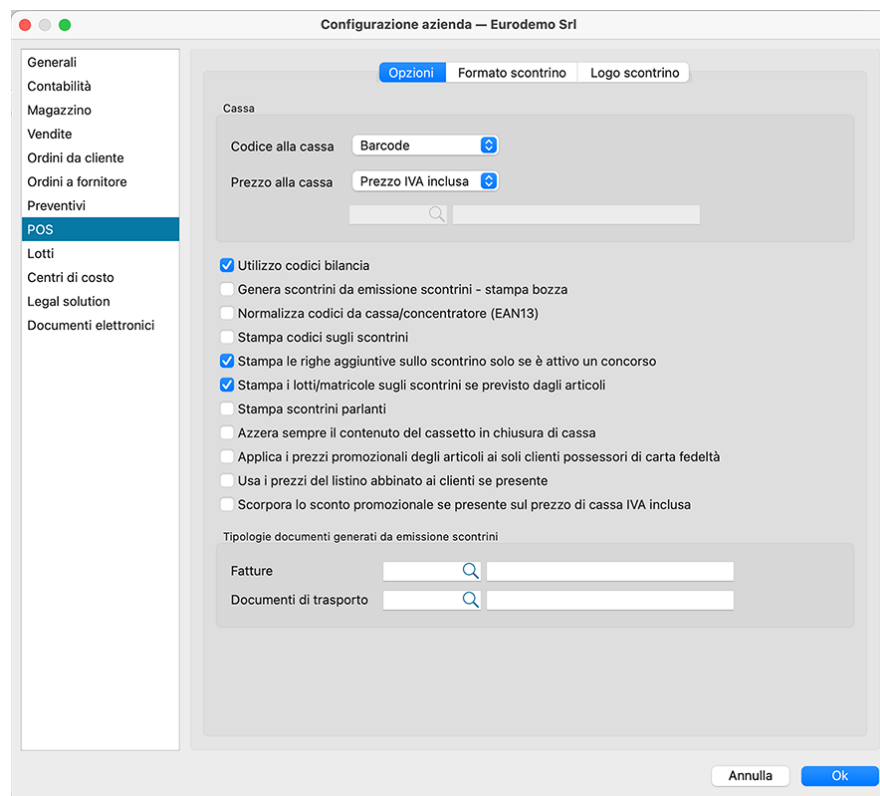 Configurazione azienda — Eurodemo Srl
Generali
Contabilità
Magazzino
Vendite
Ordini da cliente
Ordini a fornitore
Preventivi
POS
Lotti
Centri di costo
Legal solution
Documenti elettronici
Opzioni Formato scontrino Logo scontrino
Cassa
Codice alla cassa Barcode
Prezzo alla cassa Prezzo IVA inclusa
Utilizzo codici bilancia
Genera scontrini da emissione scontrini - stampa bozza
Normalizza codici da cassa/concentratore (EAN13)
Stampa codici sugli scontrini
Stampa le righe aggiuntive sullo scontrino solo se è attivo un concorso
Stampa i lotti/matricole sugli scontrini se previsto dagli articoli
Stampa scontrini parlanti
Azzera sempre il contenuto del cassetto in chiusura di cassa
Applica i prezzi promozionali degli articoli ai soli clienti possessori di carta fedeltà
Usa i prezzi del listino abbinato ai clienti se presente
Scorpora lo sconto promozionale se presente sul prezzo di cassa IVA inclusa
Tipologie documenti generati da emissione scontrini
Fatture
Documenti di trasporto
Annulla Ok